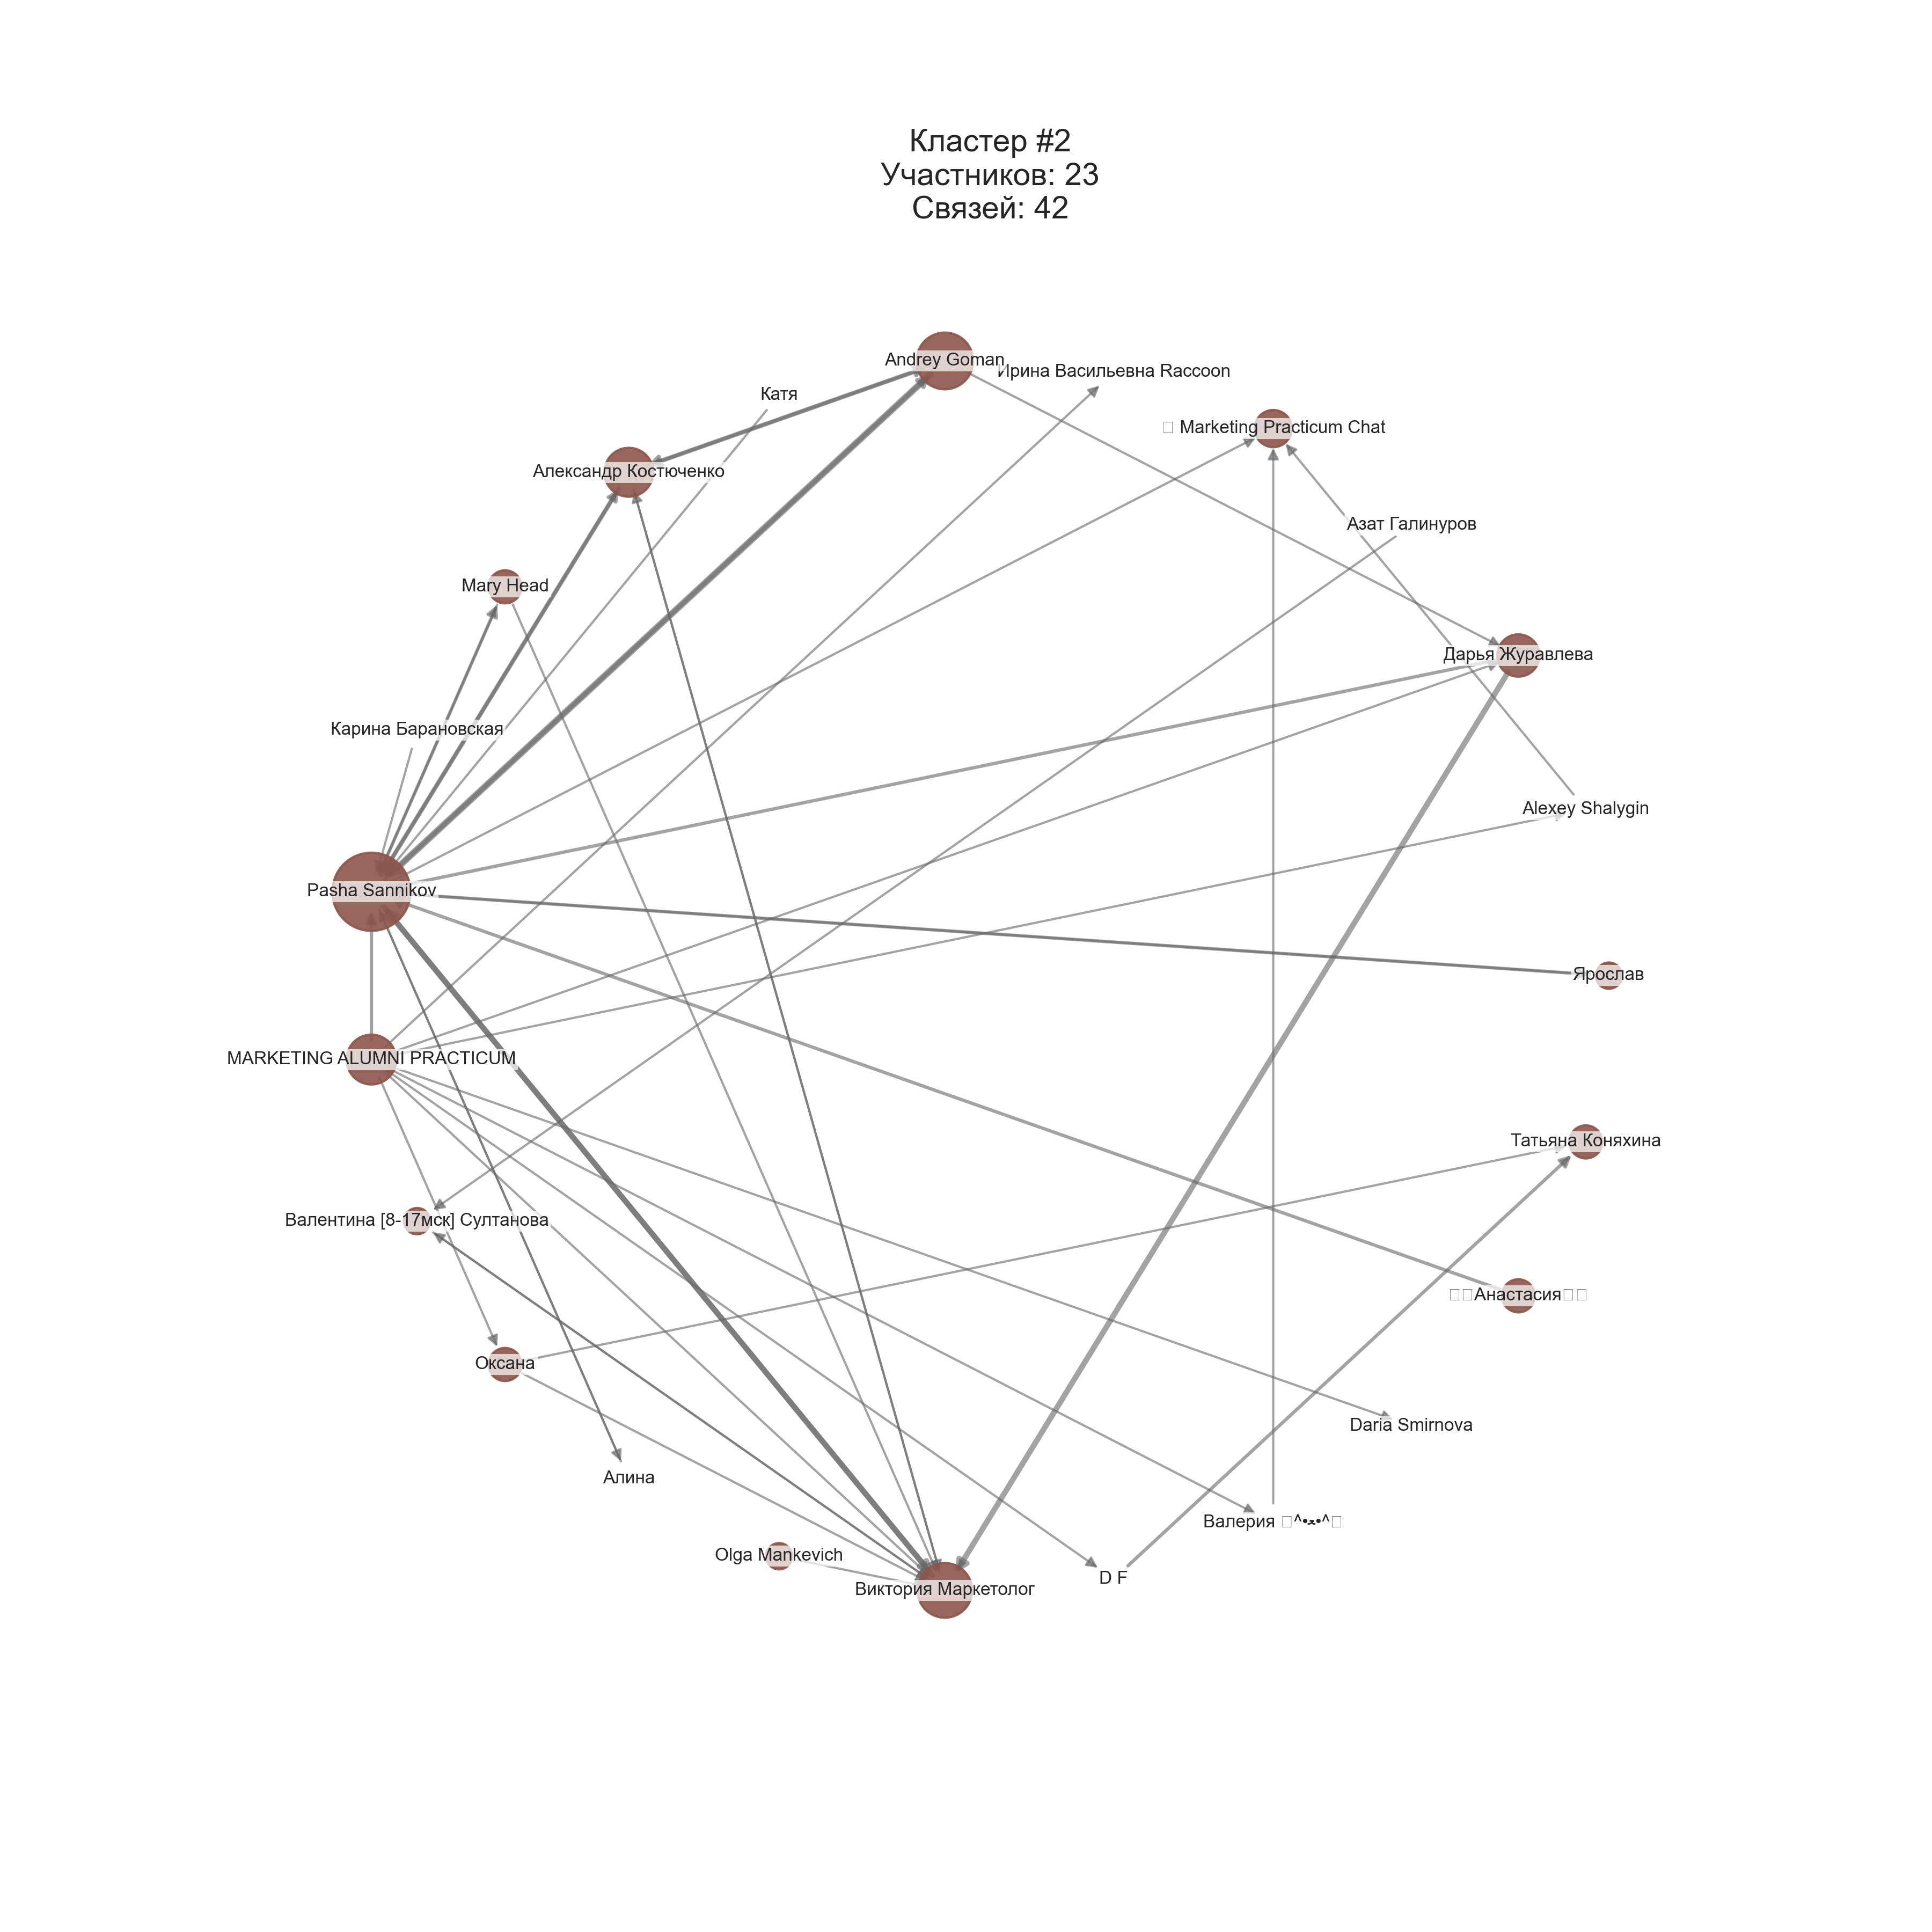 Кластер #2
Участников: 23
Связей: 42
Andrey Goman
Ирина Васильевна Raccoon
Катя
Marketing Practicum Chat
Александр Костюченко
Азат Галинуров
Mary Head
Дарья Журавлева
Карина Барановская
Alexey Shalygin
Pasha Sannikov
Ярослав
MARKETING ALUMNI PRACTICUM
Татьяна Коняхина
Валентина [8-17мск] Султанова
Анастасия
Оксана
Daria Smirnova
Алина
Валерия ^•ﻌ•^
Olga Mankevich
D F
Виктория Маркетолог